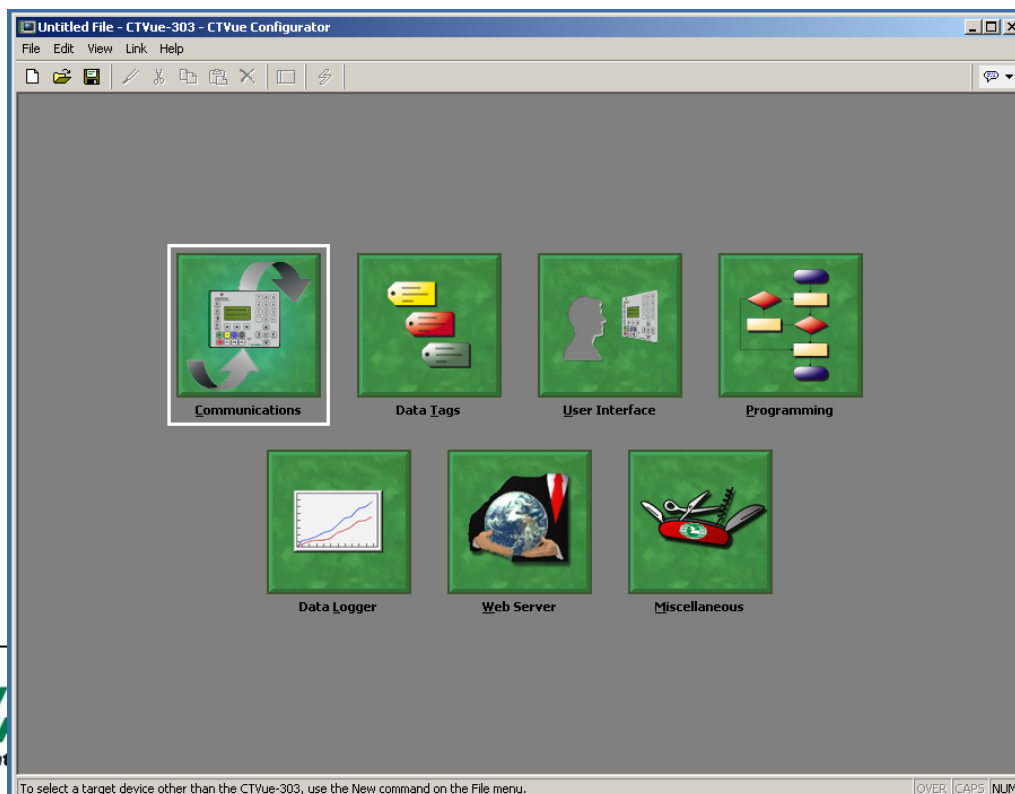 Untitled File - CTVue-303 - CTVue Configurator
File Edit View Link Help
Communications Data Tags User Interface Programming
Data Logger Web Server Miscellaneous
To select a target device other than the CTVue-303, use the New command on the File menu. OVER CAPS NUM